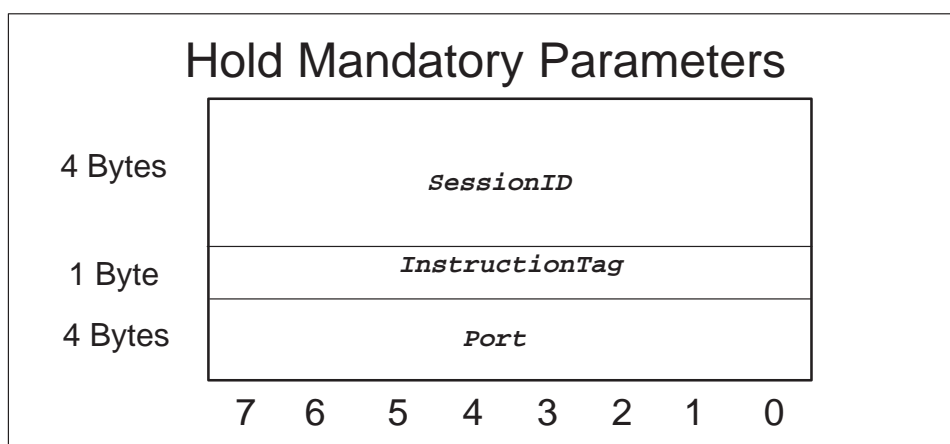 Hold Mandatory Parameters
4 Bytes SessionID
1 Byte InstructionTag
4 Bytes Port
7 6 5 4 3 2 1 0